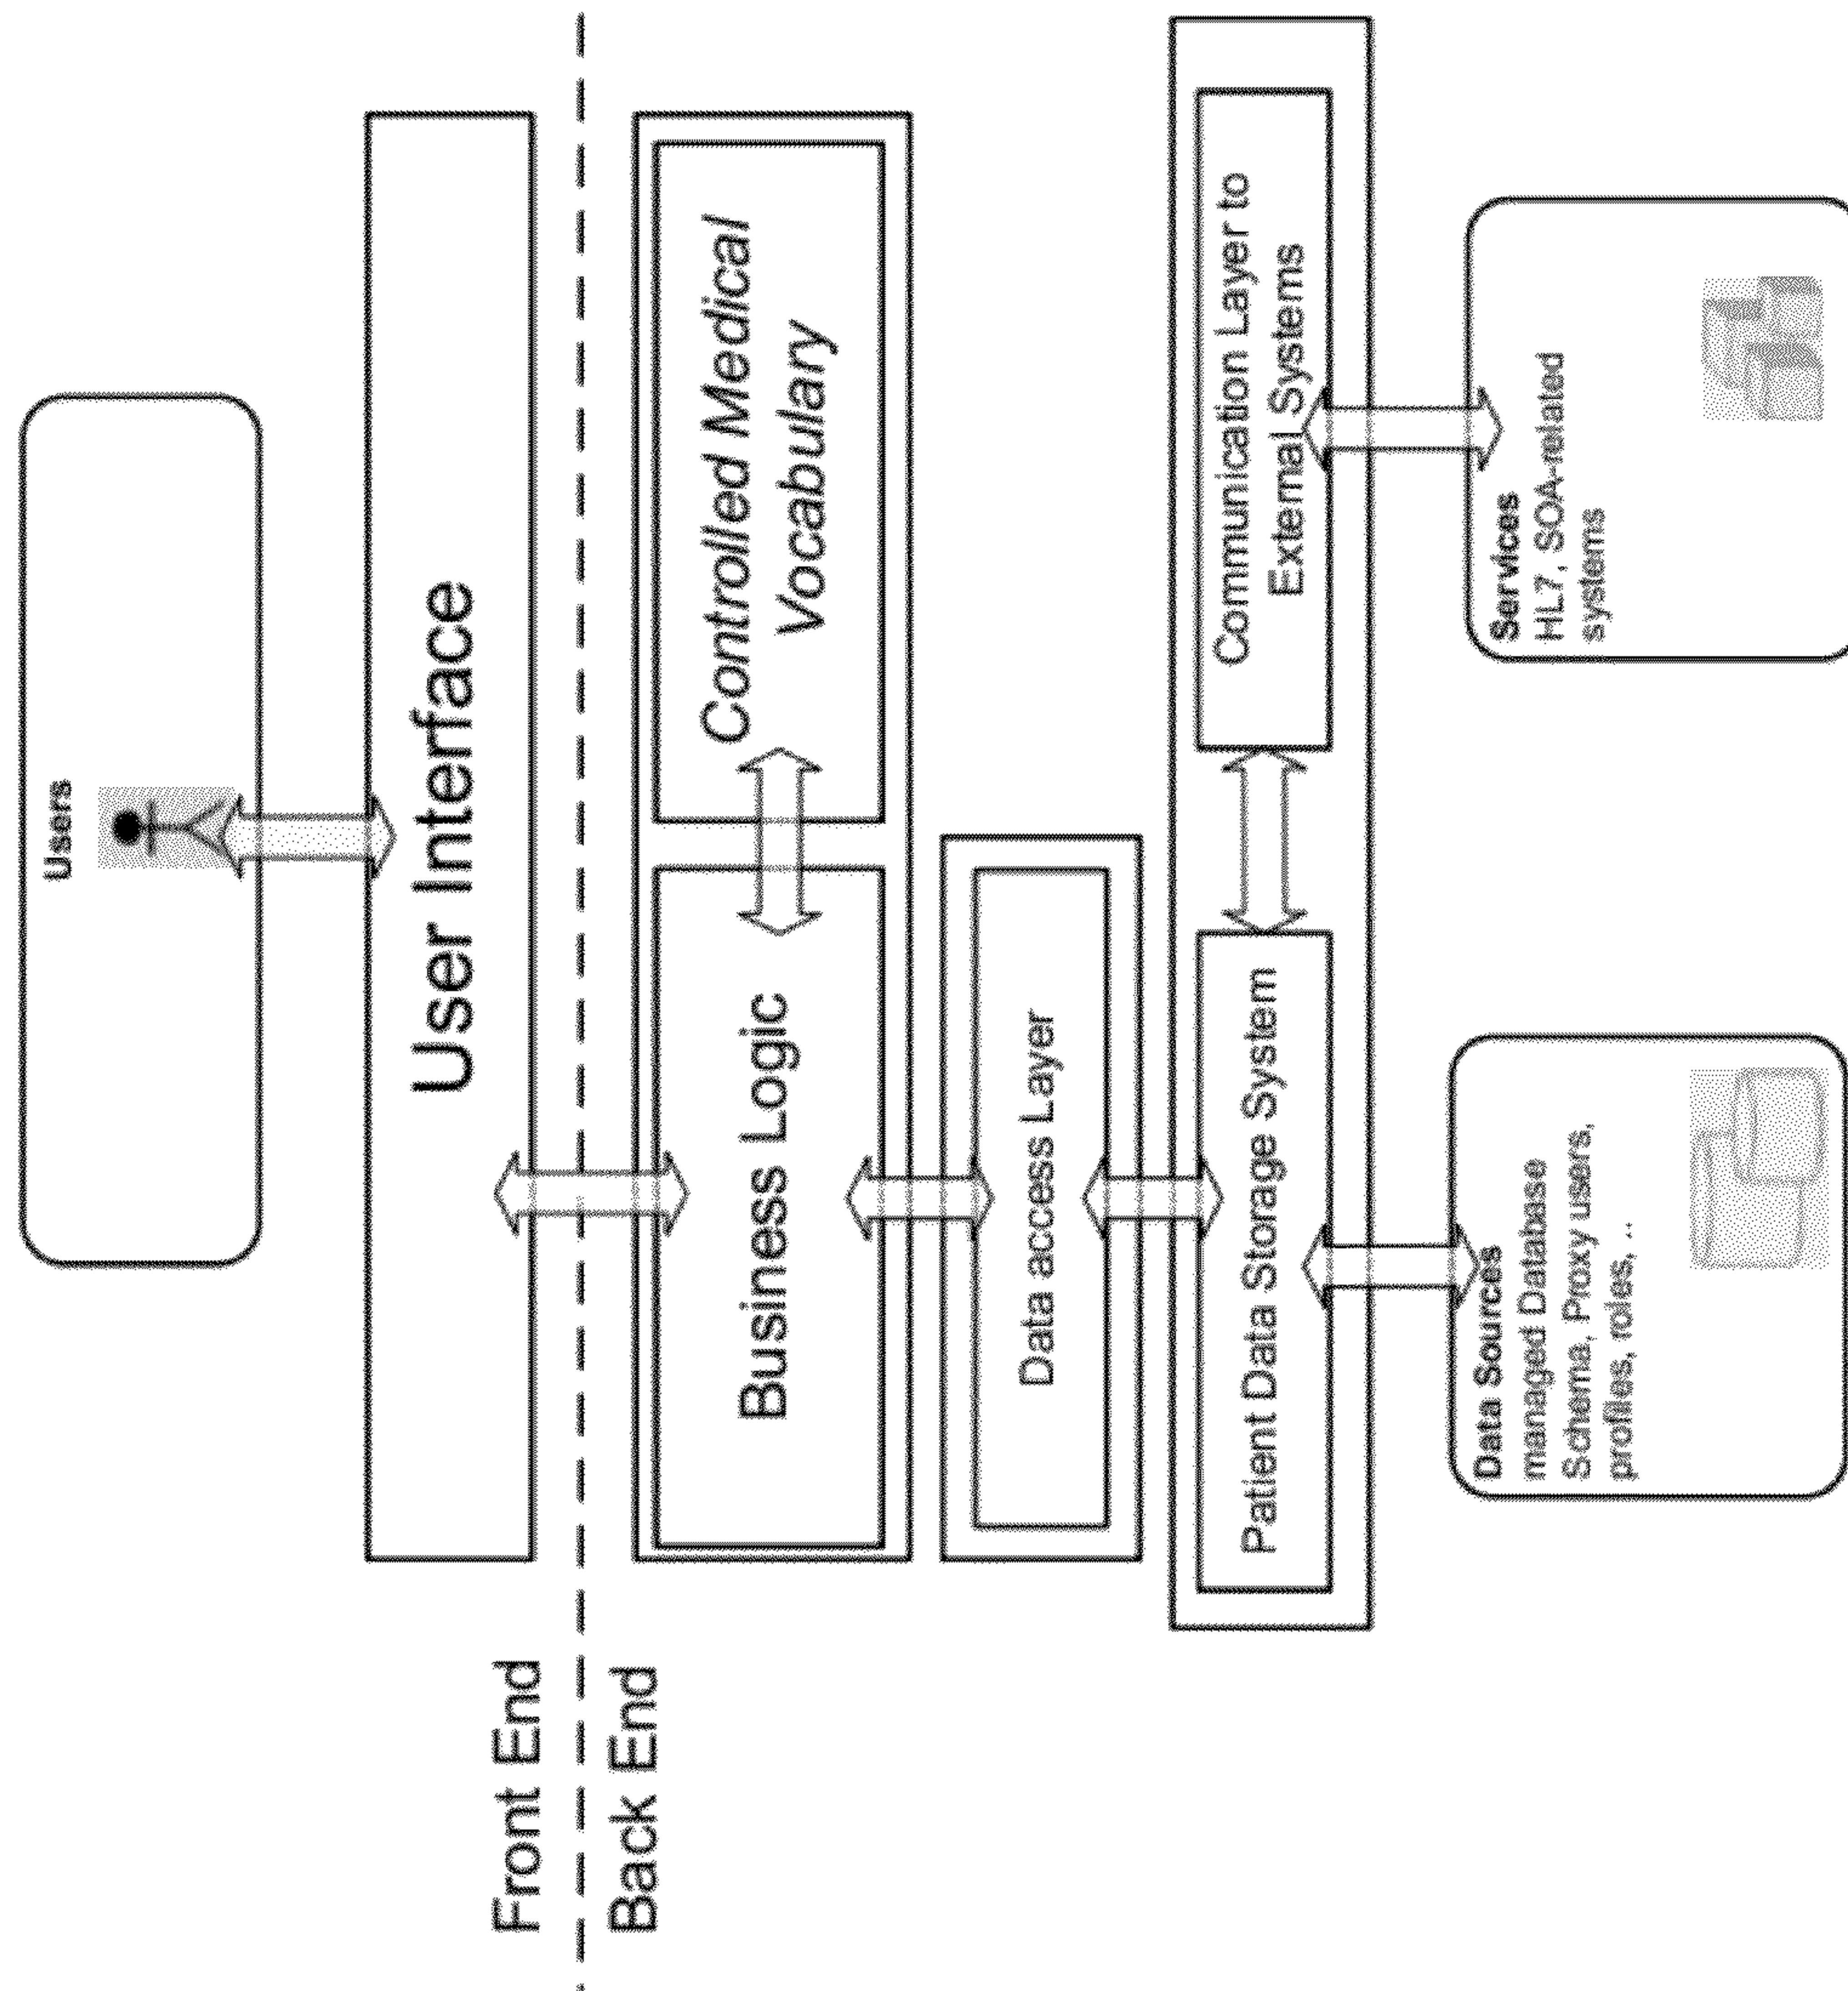 Users
User Interface
Front End
Back End
Business Logic
Controlled Medical
Vocabulary
Data access Layer
Patient Data Storage System
Communication Layer to
External Systems
Data Sources
managed Database
Schema, Proxy users,
profiles, roles, ..
Services
HL7, SOA-related
systems